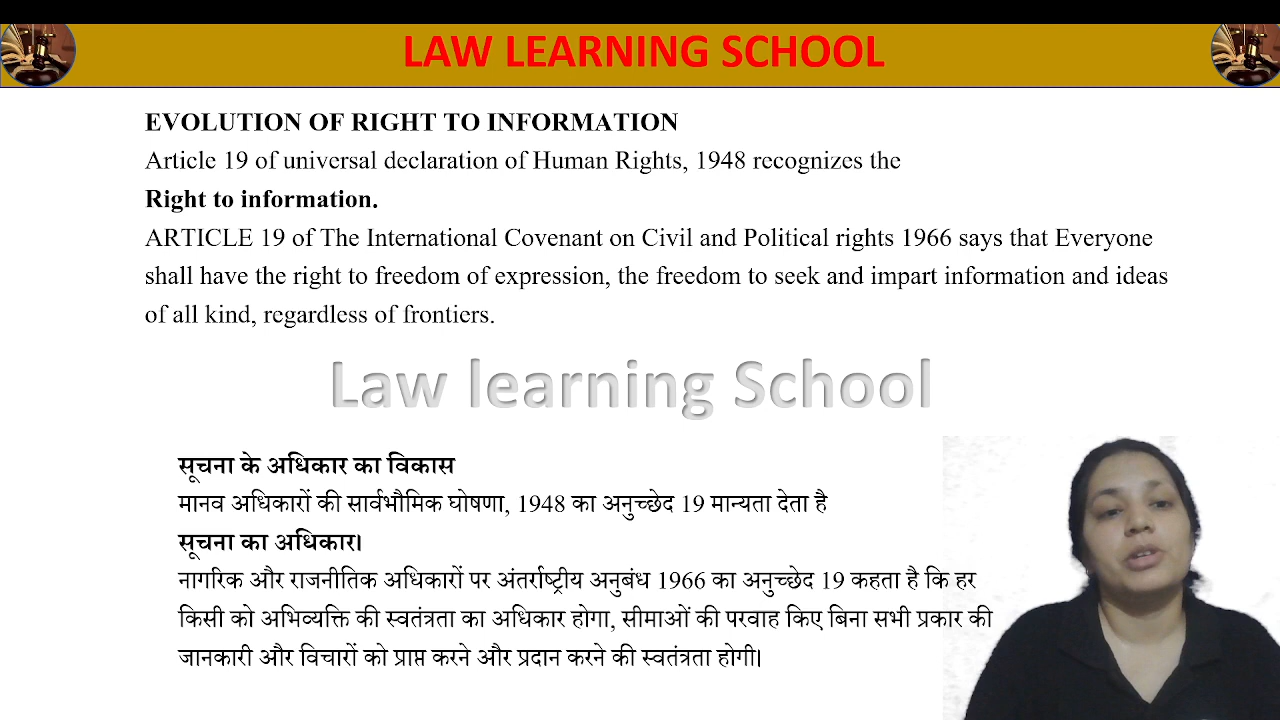 LAW LEARNING SCHOOL
EVOLUTION OF RIGHT TO INFORMATION
Article 19 of universal declaration of Human Rights, 1948 recognizes the
Right to information.
ARTICLE 19 of The International Covenant on Civil and Political rights 1966 says that Everyone
shall have the right to freedom of expression, the freedom to seek and impart information and ideas
of all kind, regardless of frontiers.
Law learning School
सूचना के अधिकार का विकास
मानव अधिकारों की सार्वभौमिक घोषणा, 1948 का अनुच्छेद 19 मान्यता देता है
सूचना का अधिकार।
नागरिक और राजनीतिक अधिकारों पर अंतर्राष्ट्रीय अनुबंध 1966 का अनुच्छेद 19 कहता है कि हर
किसी को अभिव्यक्ति की स्वतंत्रता का अधिकार होगा, सीमाओं की परवाह किए बिना सभी प्रकार की
जानकारी और विचारों को प्राप्त करने और प्रदान करने की स्वतंत्रता होगी।